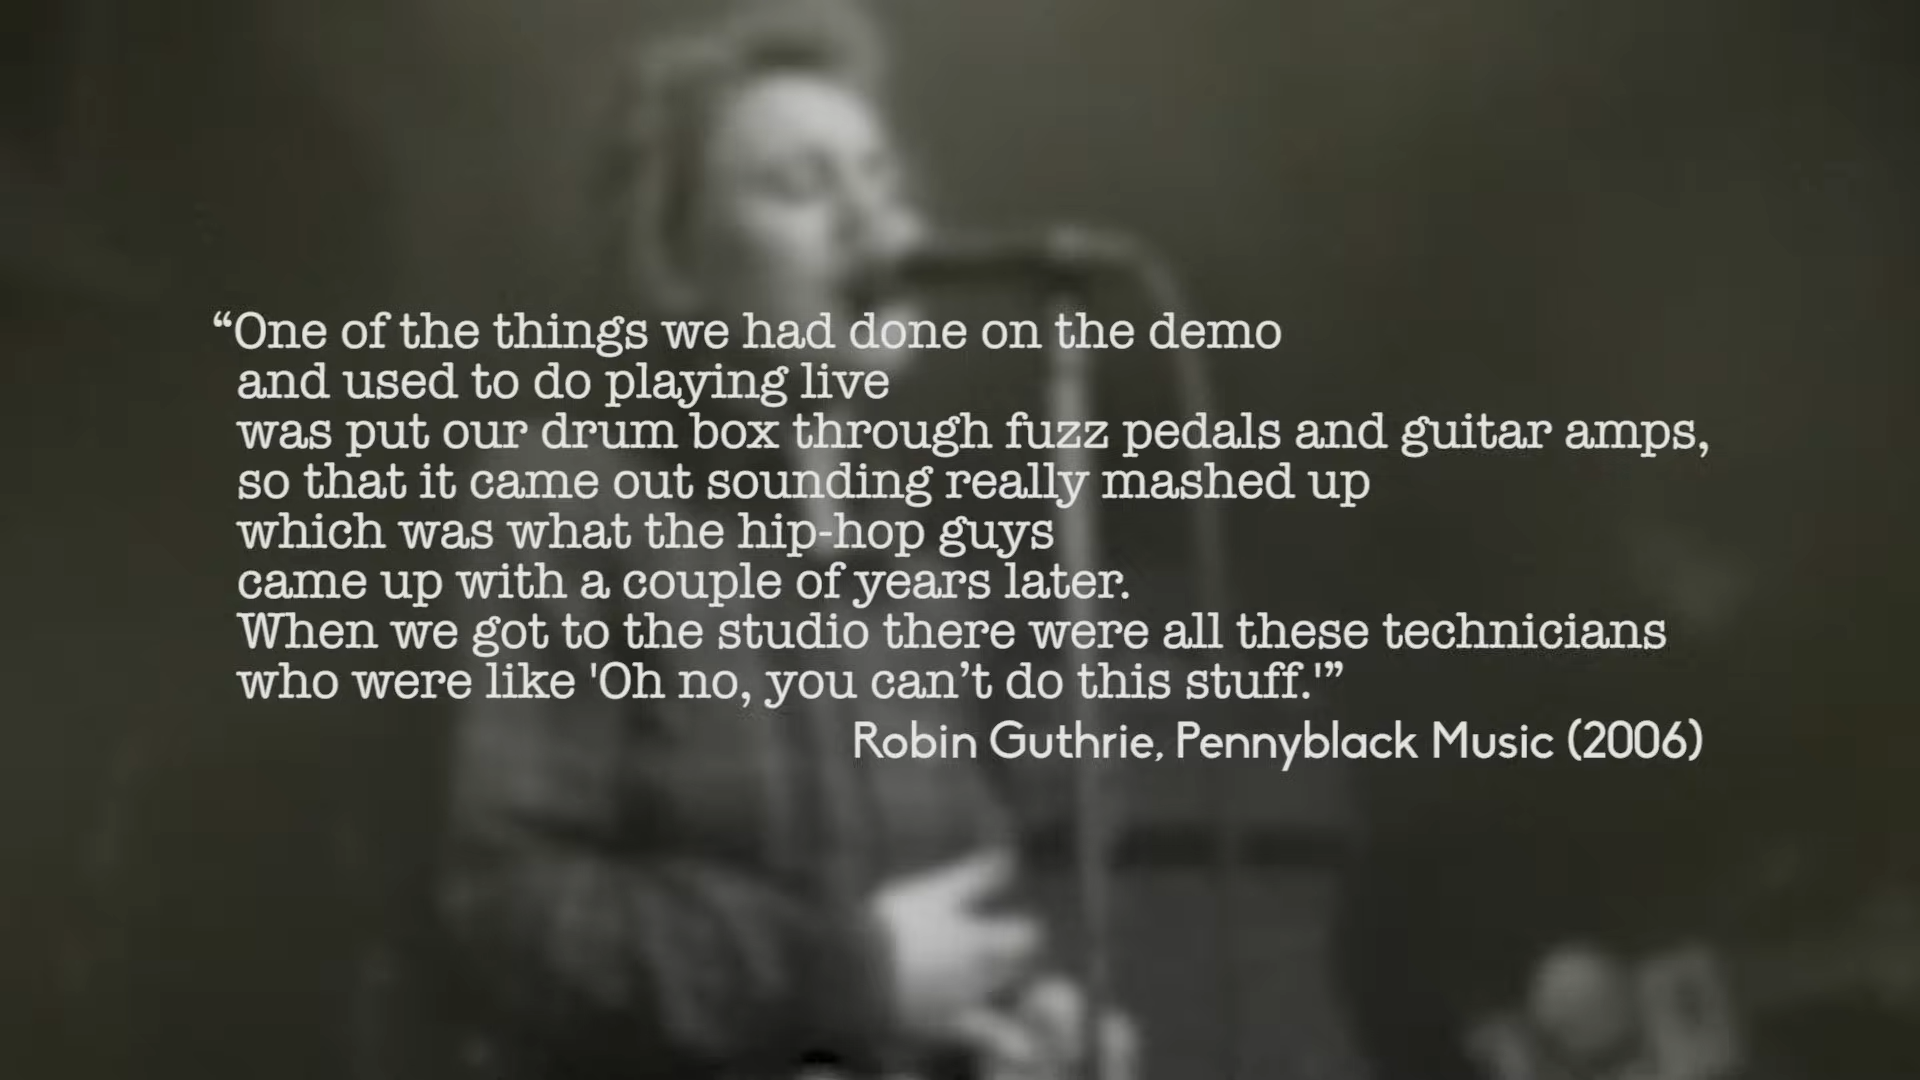 “One of the things we had done on the demo
and used to do playing live
was put our drum box through fuzz pedals and guitar amps,
so that it came out sounding really mashed up
which was what the hip-hop guys
came up with a couple of years later.
When we got to the studio there were all these technicians
who were like 'Oh no, you can’t do this stuff.'”
Robin Guthrie, Pennyblack Music (2006)